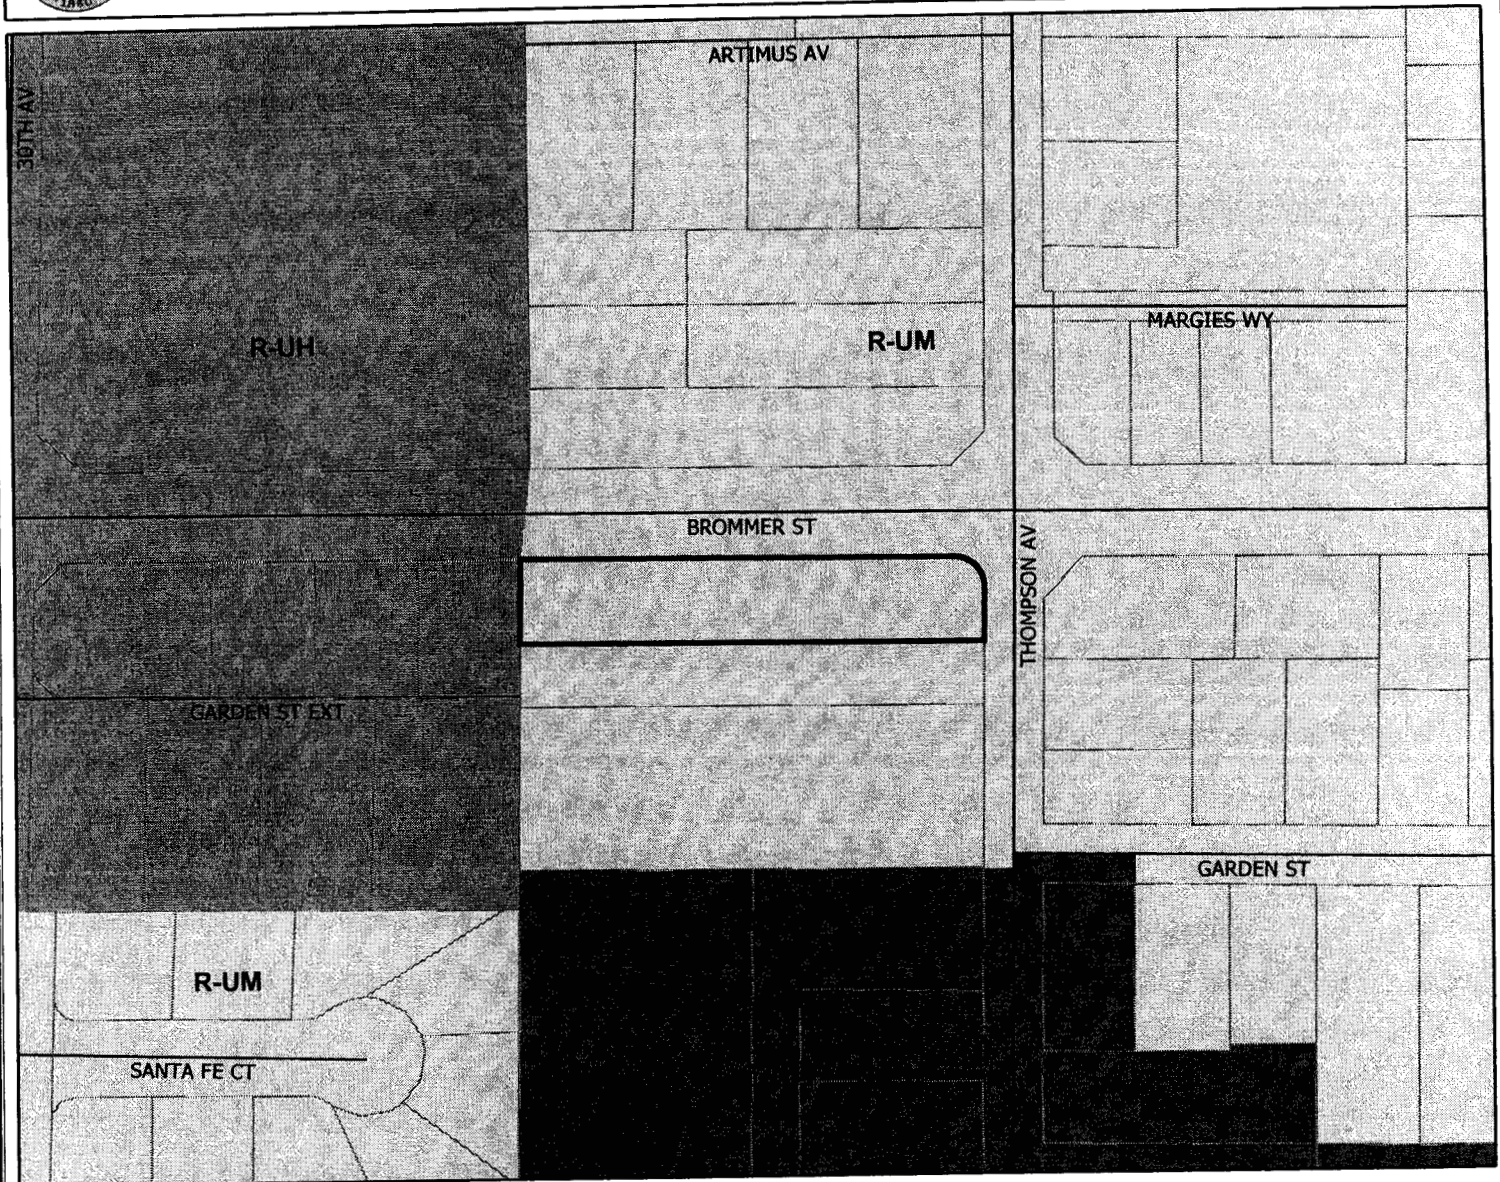 1850
ARTIMUS AV
30TH AV
R-UH
R-UM
MARGIES WY
BROMMER ST
THOMPSON AV
GARDEN ST EXT
GARDEN ST
R-UM
SANTA FE CT